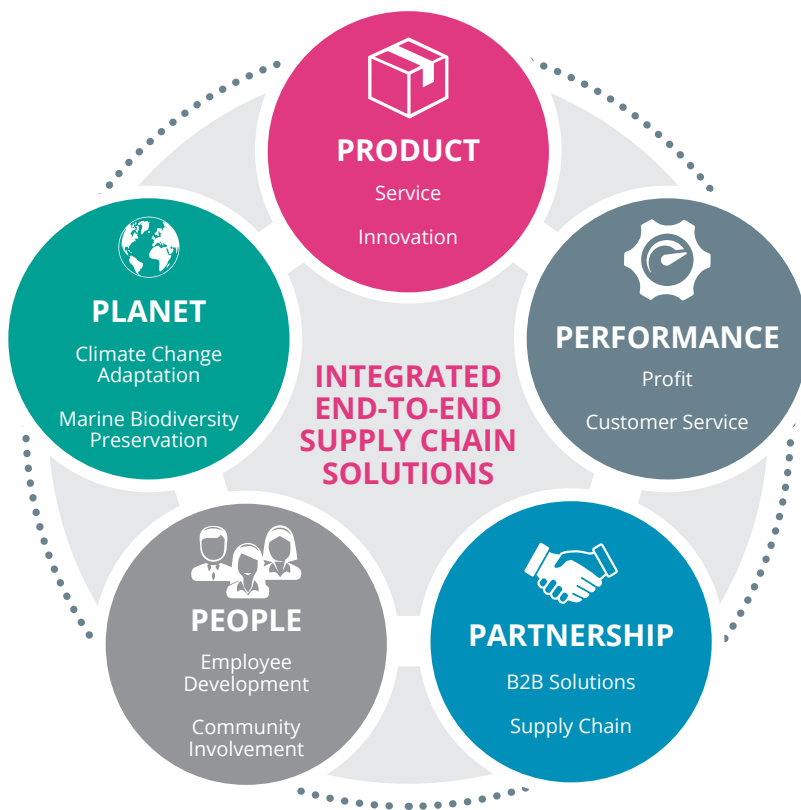 PRODUCT
Service
Innovation
PERFORMANCE
Profit
Customer Service
PARTNERSHIP
B2B Solutions
Supply Chain
PEOPLE
Employee
Development
Community
Involvement
PLANET
Climate Change
Adaptation
Marine Biodiversity
Preservation
INTEGRATED
END-TO-END
SUPPLY CHAIN
SOLUTIONS